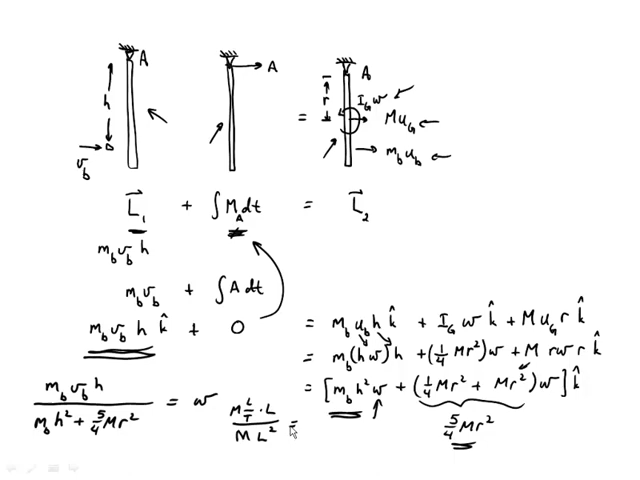 A
A
A
h
r
I_G ω
=
M u_G
v_b
m_b u_b
L⃗₁ + ∫M_A dt = L⃗₂
m_b v_b h
m_b v_b + ∫A dt
m_b v_b h k̂ + 0 = m_b u_b h k̂ + I_G ω k̂ + M u_G r k̂
= m_b (hω) h + (¼ Mr²) ω + M rω r k̂
= [m_b h² ω + (¼ Mr² + Mr²) ω] k̂
m_b v_b h / (m_b h² + 5/4 Mr²) = ω
M L/T · L / M L² =
5/4 Mr²